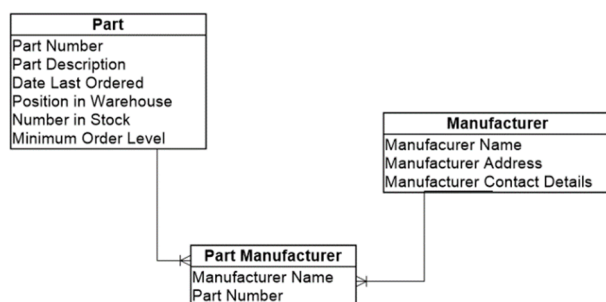 Part
Part Number
Part Description
Date Last Ordered
Position in Warehouse
Number in Stock
Minimum Order Level
Manufacturer
Manufacurer Name
Manufacturer Address
Manufacturer Contact Details
Part Manufacturer
Manufacturer Name
Part Number